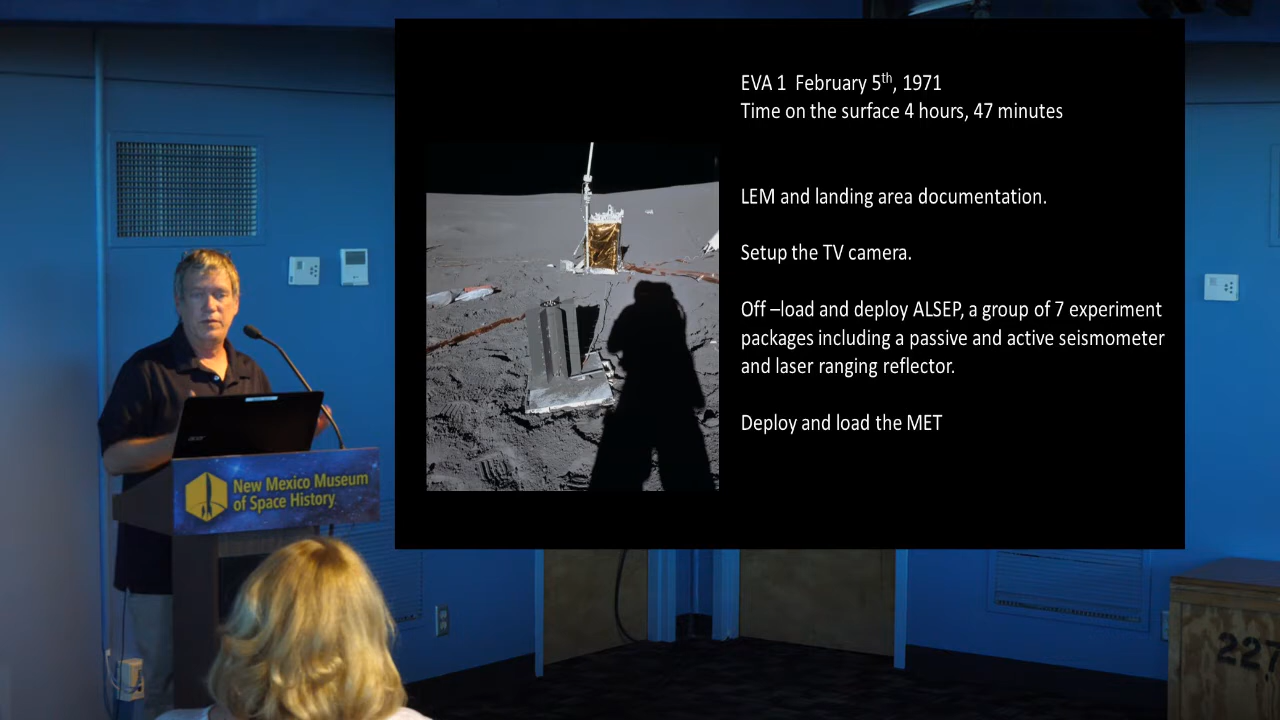 EVA 1 February 5th, 1971
Time on the surface 4 hours, 47 minutes
LEM and landing area documentation.
Setup the TV camera.
Off –load and deploy ALSEP, a group of 7 experiment
packages including a passive and active seismometer
and laser ranging reflector.
Deploy and load the MET
acer
New Mexico Museum
of Space History
227